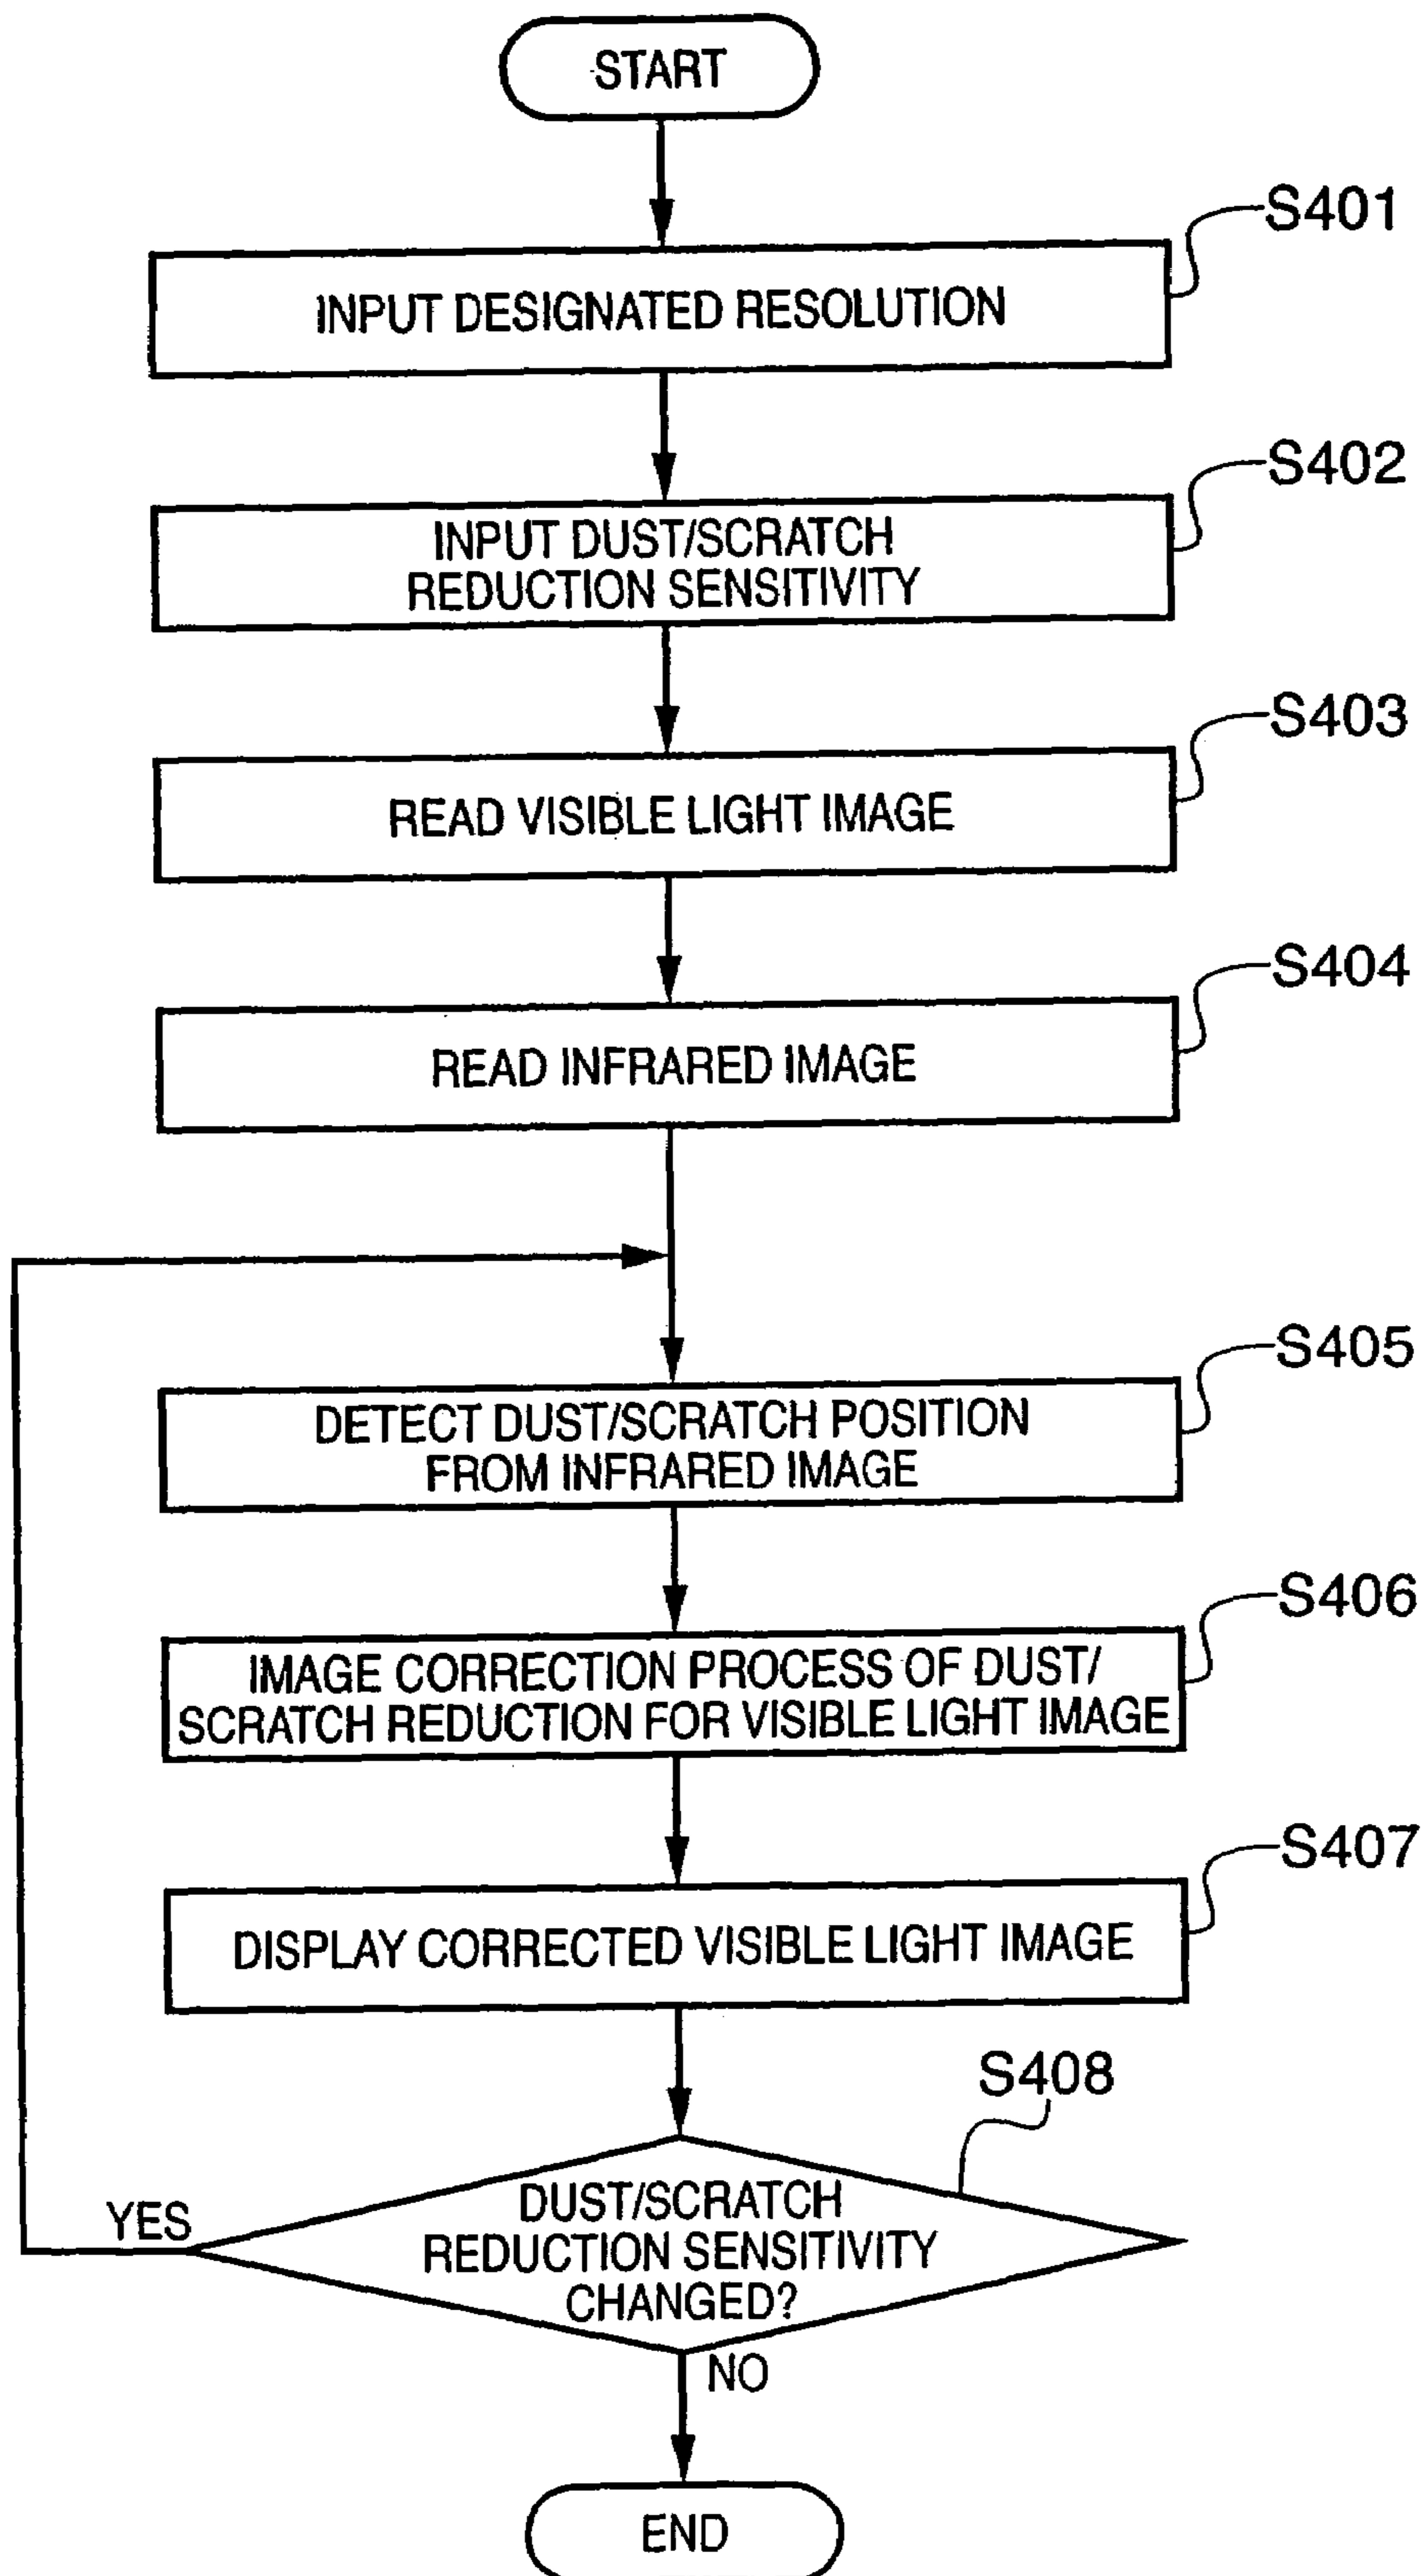 START
S401
INPUT DESIGNATED RESOLUTION
S402
INPUT DUST/SCRATCH
REDUCTION SENSITIVITY
S403
READ VISIBLE LIGHT IMAGE
S404
READ INFRARED IMAGE
S405
DETECT DUST/SCRATCH POSITION
FROM INFRARED IMAGE
S406
IMAGE CORRECTION PROCESS OF DUST/
SCRATCH REDUCTION FOR VISIBLE LIGHT IMAGE
S407
DISPLAY CORRECTED VISIBLE LIGHT IMAGE
S408
DUST/SCRATCH
REDUCTION SENSITIVITY
CHANGED?
YES
NO
END